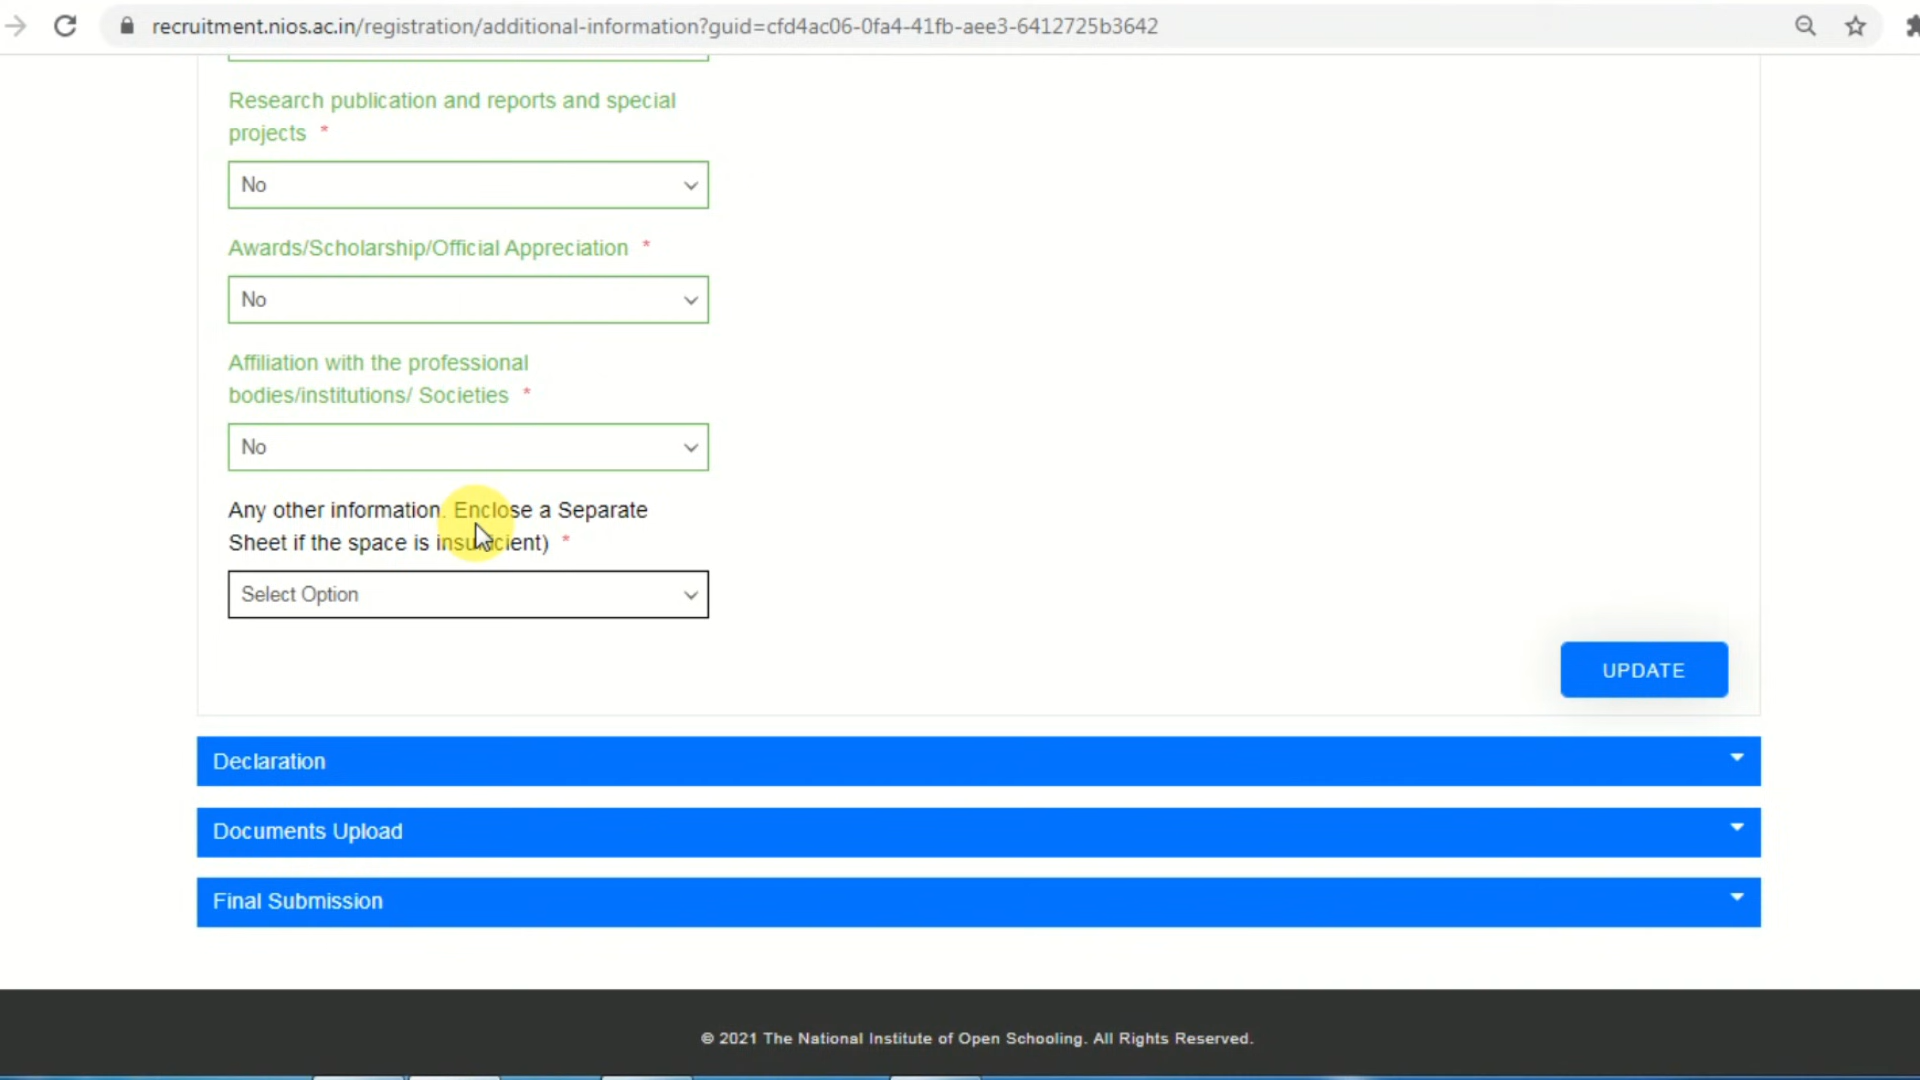 recruitment.nios.ac.in/registration/additional-information?guid=cfd4ac06-0fa4-41fb-aee3-6412725b3642
Research publication and reports and special
projects *
No
Awards/Scholarship/Official Appreciation *
No
Affiliation with the professional
bodies/institutions/ Societies *
No
Any other information. Enclose a Separate
Sheet if the space is insufficient) *
Select Option
UPDATE
Declaration
Documents Upload
Final Submission
© 2021 The National Institute of Open Schooling. All Rights Reserved.